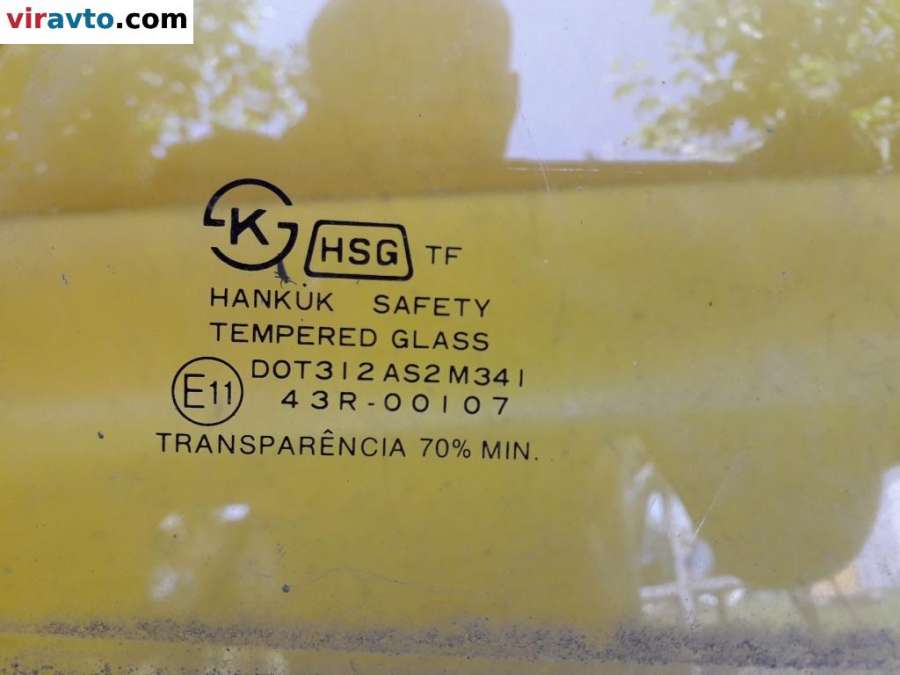 viravto.com
K HSG TF
HANKUK SAFETY
TEMPERED GLASS
DOT312 AS2 M341
E11 43R-00107
TRANSPARÊNCIA 70% MIN.